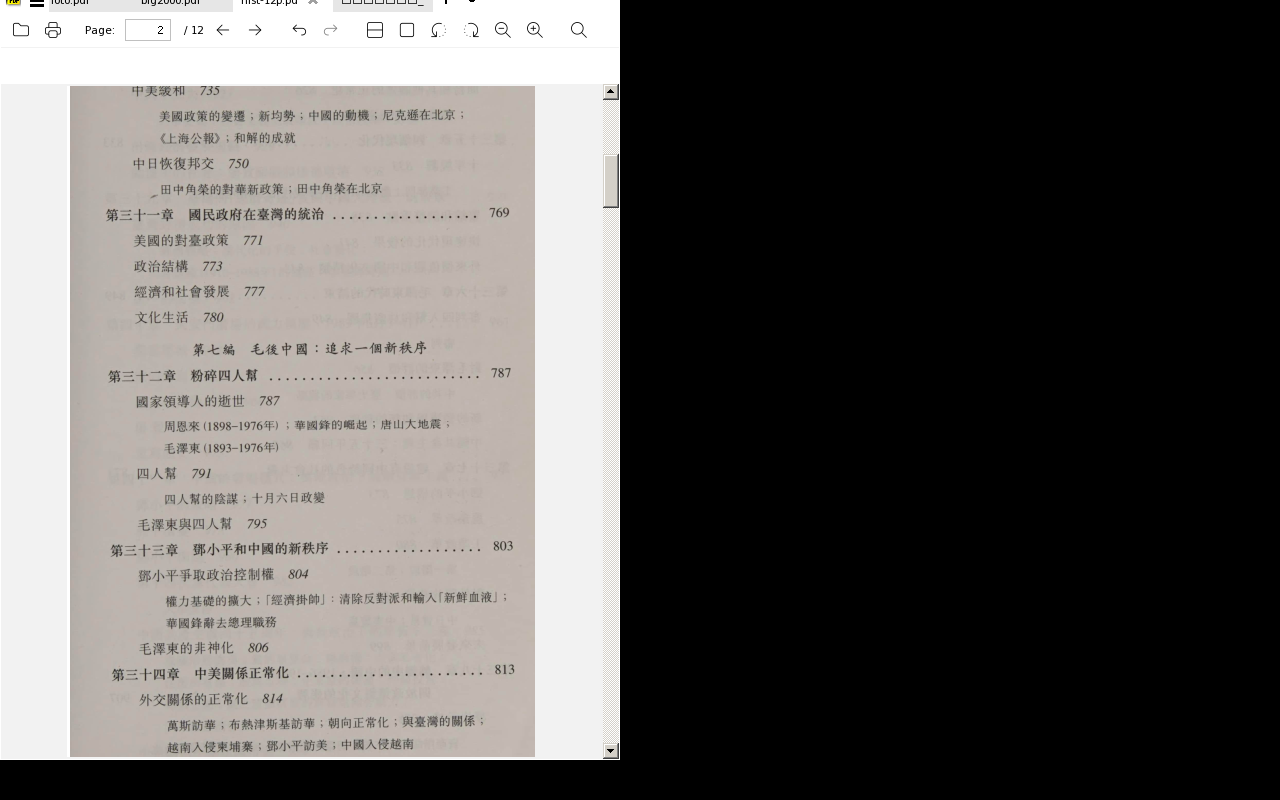 big2000.pdf
Page: 2 / 12
中美緩和 735
美國政策的變遷；新均勢；中國的動機；尼克遜在北京；
《上海公報》；和解的成就
中日恢復邦交 750
田中角榮的對華新政策；田中角榮在北京
第三十一章 國民政府在臺灣的統治 .................. 769
美國的對臺政策 771
政治結構 773
經濟和社會發展 777
文化生活 780
第七編 毛後中國：追求一個新秩序
第三十二章 粉碎四人幫 .......................... 787
國家領導人的逝世 787
周恩來 (1898–1976年)；華國鋒的崛起；唐山大地震；
毛澤東 (1893–1976年)
四人幫 791
四人幫的陰謀；十月六日政變
毛澤東與四人幫 795
第三十三章 鄧小平和中國的新秩序 .................. 803
鄧小平爭取政治控制權 804
權力基礎的擴大；「經濟掛帥」：清除反對派和輸入「新鮮血液」；
華國鋒辭去總理職務
毛澤東的非神化 806
第三十四章 中美關係正常化 ....................... 813
外交關係的正常化 814
萬斯訪華；布熱津斯基訪華；朝向正常化；與臺灣的關係；
越南入侵柬埔寨；鄧小平訪美；中國入侵越南